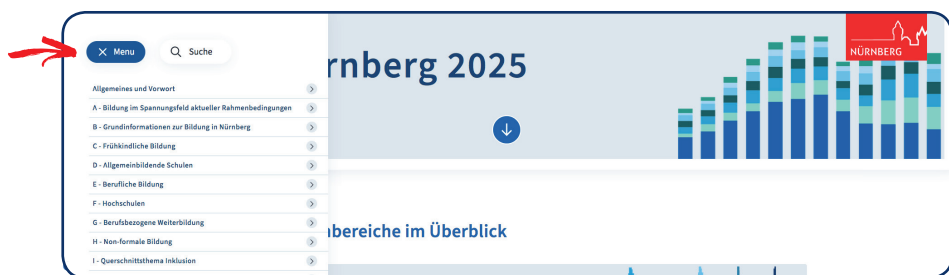 Menu
Suche
rnberg 2025
NÜRNBERG
Allgemeines und Vorwort
A - Bildung im Spannungsfeld aktueller Rahmenbedingungen
B - Grundinformationen zur Bildung in Nürnberg
C - Frühkindliche Bildung
D - Allgemeinbildende Schulen
E - Berufliche Bildung
F - Hochschulen
G - Berufsbezogene Weiterbildung
H - Non-formale Bildung
I - Querschnittsthema Inklusion
bereiche im Überblick